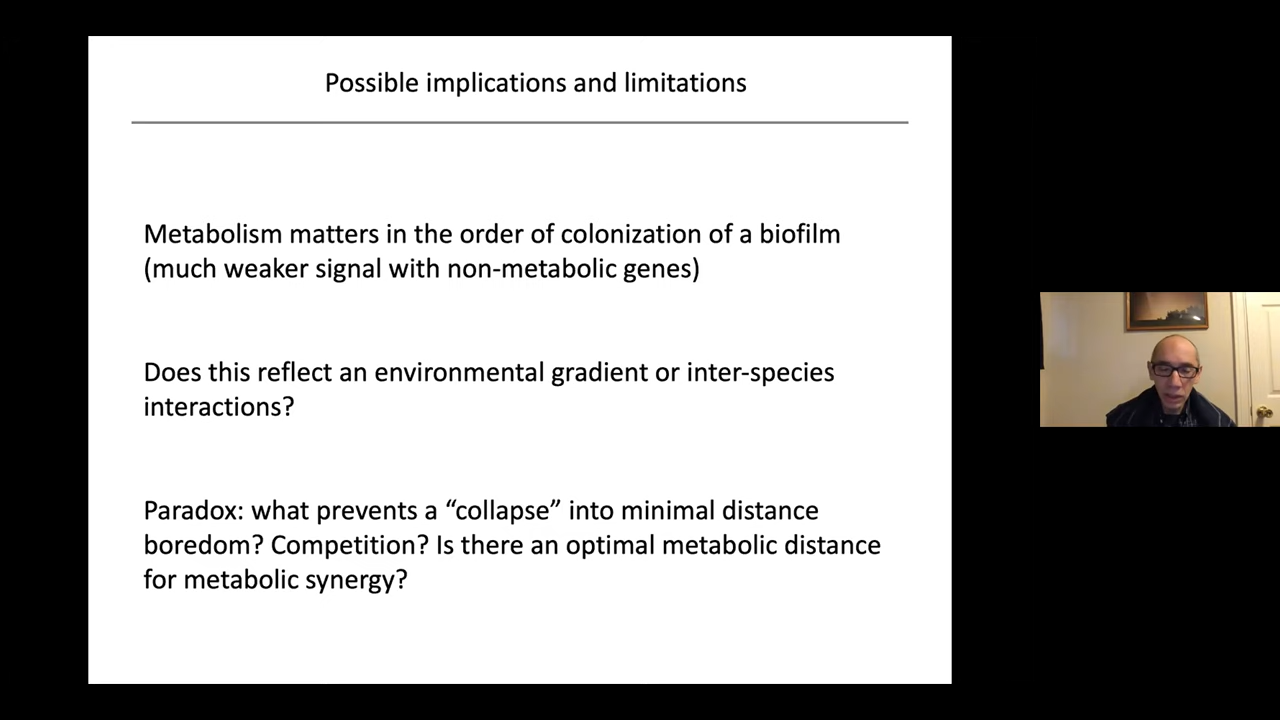 Possible implications and limitations
Metabolism matters in the order of colonization of a biofilm
(much weaker signal with non-metabolic genes)
Does this reflect an environmental gradient or inter-species
interactions?
Paradox: what prevents a “collapse” into minimal distance
boredom? Competition? Is there an optimal metabolic distance
for metabolic synergy?